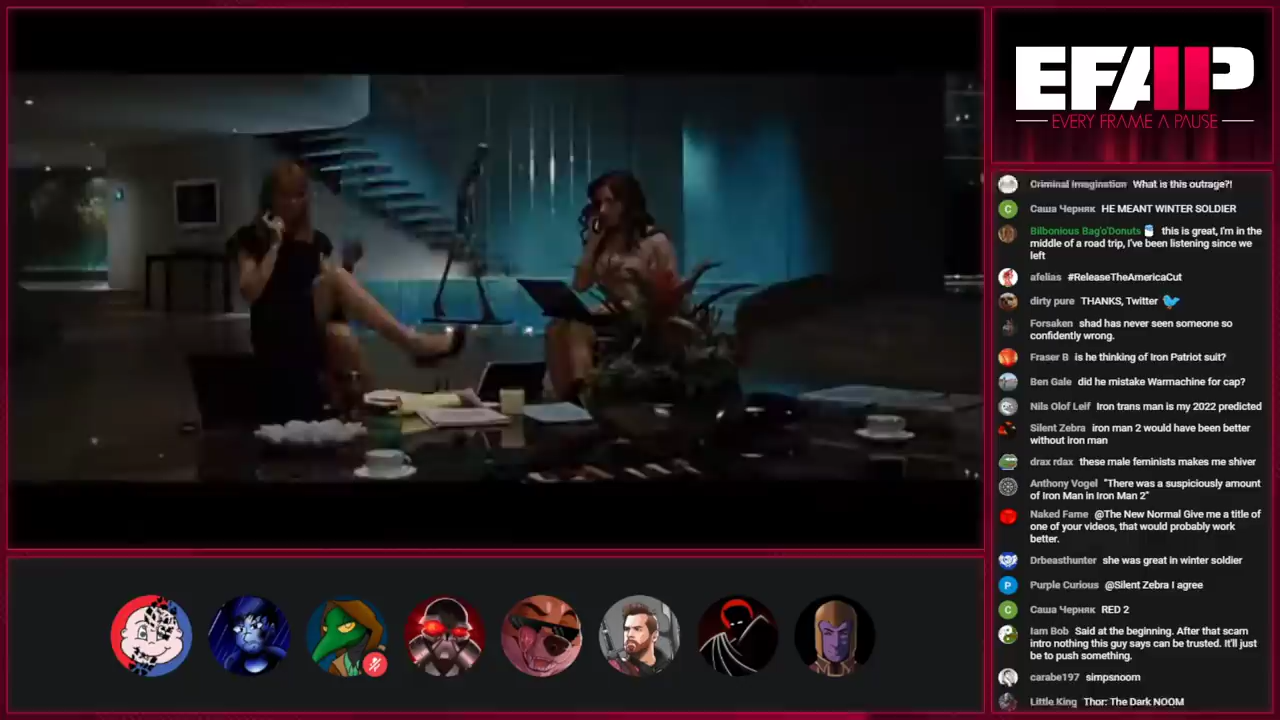 EFAP
EVERY FRAME A PAUSE
Criminal Imagination What is this outrage?!
C Саша Черняк HE MEANT WINTER SOLDIER
Bilbonious Bag'o'Donuts this is great, I'm in the
middle of a road trip, I've been listening since we
left
afelias #ReleaseTheAmericaCut
dirty pure THANKS, Twitter
Forsaken shad has never seen someone so
confidently wrong.
Fraser B is he thinking of Iron Patriot suit?
Ben Gale did he mistake Warmachine for cap?
Nils Olof Leif Iron trans man is my 2022 predicted
Silent Zebra iron man 2 would have been better
without iron man
drax rdax these male feminists makes me shiver
Anthony Vogel "There was a suspiciously amount
of Iron Man in Iron Man 2"
Naked Fame @The New Normal Give me a title of
one of your videos, that would probably work
better.
Drbeasthunter she was great in winter soldier
P Purple Curious @Silent Zebra I agree
C Саша Черняк RED 2
Iam Bob Said at the beginning. After that scam
intro nothing this guy says can be trusted. It'll just
be to push something.
carabe197 simpsnoom
Little King Thor: The Dark NOOM